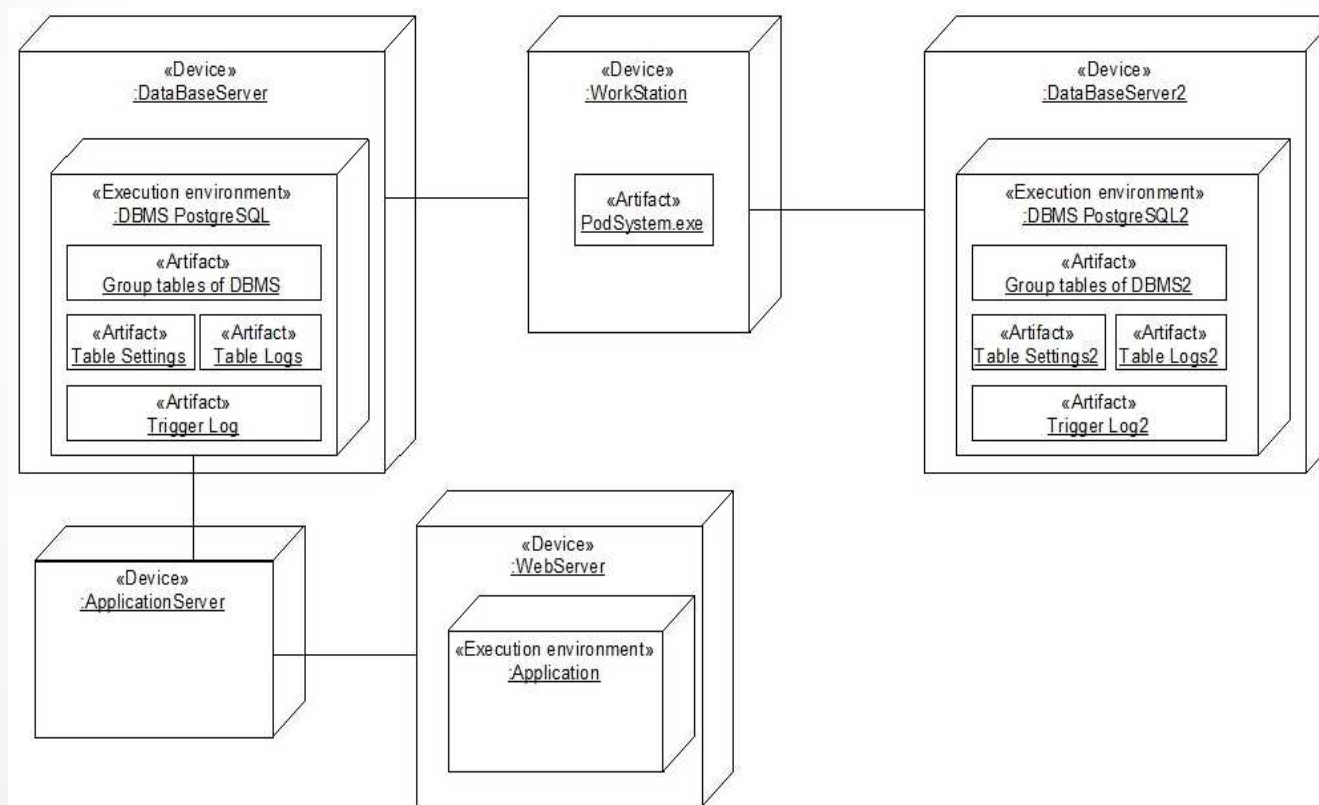 «Device»
:DataBaseServer
«Execution environment»
:DBMS PostgreSQL
«Artifact»
Group tables of DBMS
«Artifact»
Table Settings
«Artifact»
Table Logs
«Artifact»
Trigger Log
«Device»
:WorkStation
«Artifact»
PodSystem.exe
«Device»
:DataBaseServer2
«Execution environment»
:DBMS PostgreSQL2
«Artifact»
Group tables of DBMS2
«Artifact»
Table Settings2
«Artifact»
Table Logs2
«Artifact»
Trigger Log2
«Device»
:ApplicationServer
«Device»
:WebServer
«Execution environment»
:Application